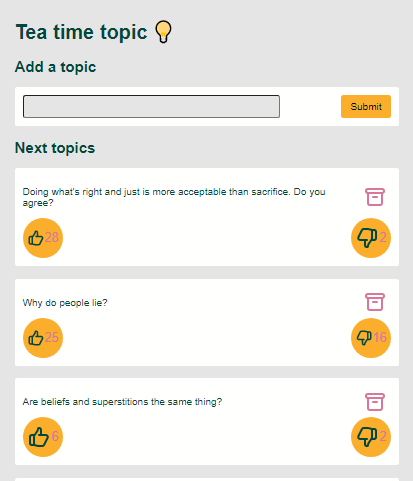 Tea time topic
Add a topic
Submit
Next topics
Doing what's right and just is more acceptable than sacrifice. Do you
agree?
28 2
Why do people lie?
25 16
Are beliefs and superstitions the same thing?
6 2